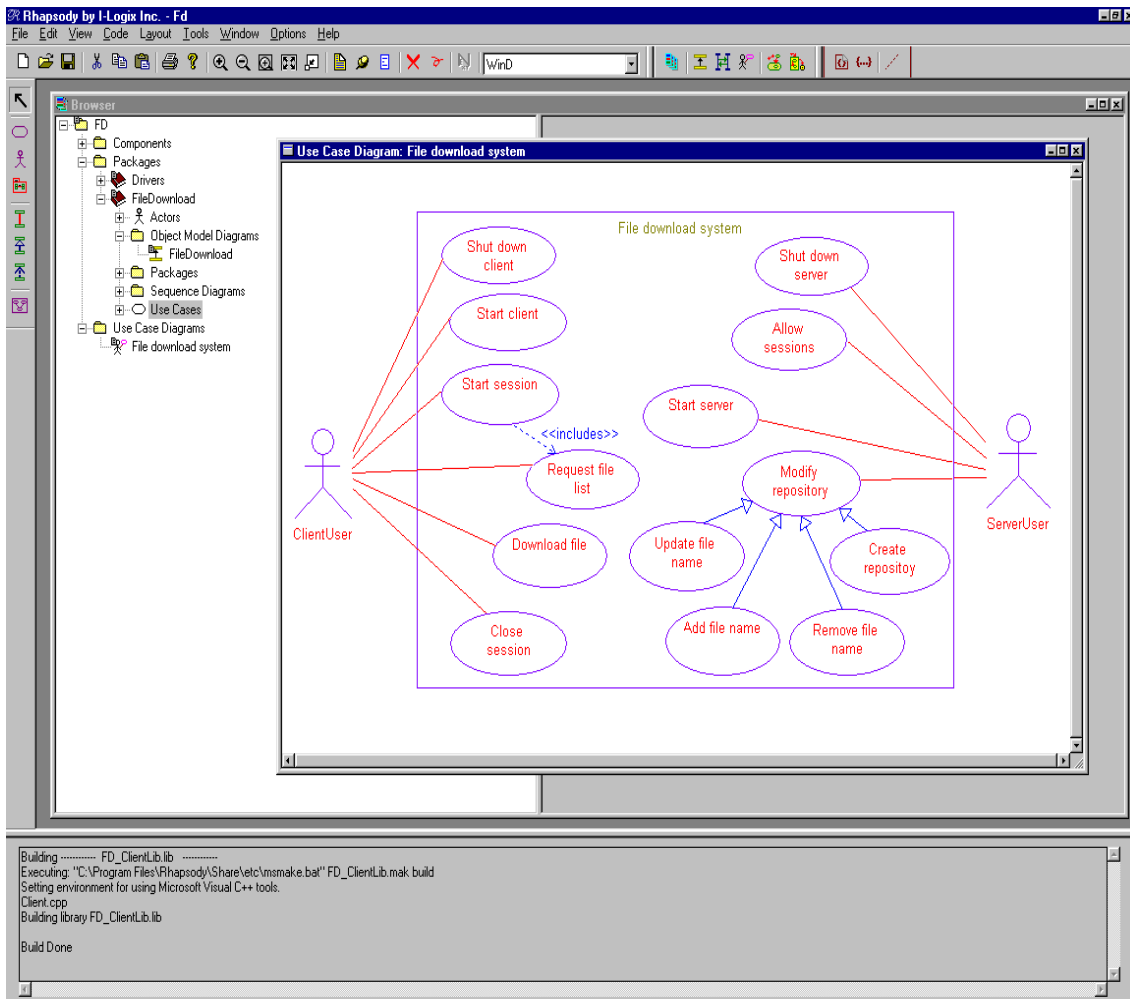 Rhapsody by I-Logix Inc. - Fd
File Edit View Code Layout Tools Window Options Help
WinD
Browser
FD
Components
Packages
Drivers
FileDownload
Actors
Object Model Diagrams
FileDownload
Packages
Sequence Diagrams
Use Cases
Use Case Diagrams
File download system
Use Case Diagram: File download system
File download system
Shut down
client
Start client
Start session
<<includes>>
Request file
list
Download file
Close
session
ClientUser
Shut down
server
Allow
sessions
Start server
Modify
repository
Update file
name
Create
repositoy
Add file name
Remove file
name
ServerUser
Building ------------ FD_ClientLib.lib ------------
Executing: "C:\Program Files\Rhapsody\Share\etc\msmake.bat" FD_ClientLib.mak build
Setting environment for using Microsoft Visual C++ tools.
Client.cpp
Building library FD_ClientLib.lib
Build Done